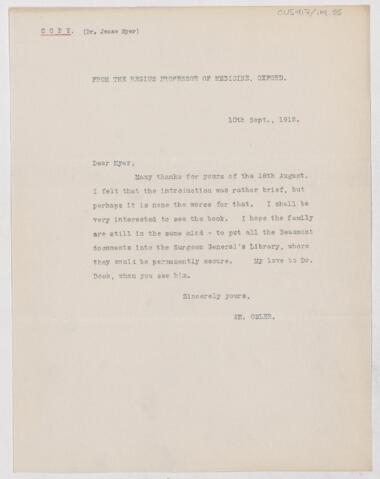 CUS417/114.56
C O P Y. (Dr. Jesse Myer)
FROM THE REGIUS PROFESSOR OF MEDICINE, OXFORD.
10th Sept., 1912.
Dear Myer,
Many thanks for yours of the 18th August.
I felt that the introduction was rather brief, but
perhaps it is none the worse for that. I shall be
very interested to see the book. I hope the family
are still in the same mind - to put all the Beaumont
documents into the Surgeon General's Library, where
they would be permanently secure. My love to Dr.
Dock, when you see him.
Sincerely yours,
WM. OSLER.